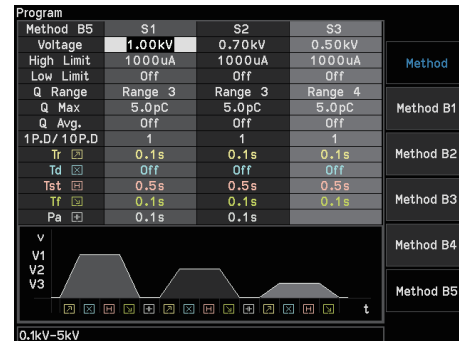 Program
Method B5 S1 S2 S3
Voltage 1.00kV 0.70kV 0.50kV
High Limit 1000uA 1000uA 1000uA
Low Limit Off Off Off
Q Range Range 3 Range 3 Range 4
Q Max 5.0pC 5.0pC 5.0pC
Q Avg. Off Off Off
1P.D/10P.D 1 1 1
Tr 0.1s 0.1s 0.1s
Td Off Off Off
Tst H 0.5s 0.5s 0.5s
Tf 0.1s 0.1s 0.1s
Pa 0.1s 0.1s
V
V1
V2
V3
H H H t
0.1kV-5kV
Method
Method B1
Method B2
Method B3
Method B4
Method B5